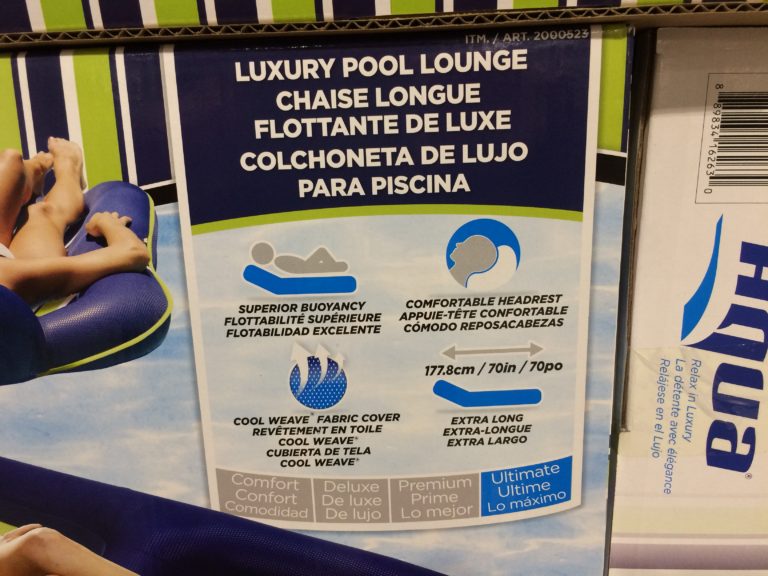 ITM. / ART. 2000523
LUXURY POOL LOUNGE
CHAISE LONGUE
FLOTTANTE DE LUXE
COLCHONETA DE LUJO
PARA PISCINA
SUPERIOR BUOYANCY
FLOTTABILITÉ SUPÉRIEURE
FLOTABILIDAD EXCELENTE
COMFORTABLE HEADREST
APPUIE-TÊTE CONFORTABLE
CÓMODO REPOSACABEZAS
COOL WEAVE* FABRIC COVER
REVÊTEMENT EN TOILE
COOL WEAVE*
CUBIERTA DE TELA
COOL WEAVE*
177.8cm / 70in / 70po
EXTRA LONG
EXTRA-LONGUE
EXTRA LARGO
Comfort
Confort
Comodidad
Deluxe
De luxe
De lujo
Premium
Prime
Lo mejor
Ultimate
Ultime
Lo máximo
8 89834 16263 0
Aqua®
Relax in Luxury
La détente avec élégance
Relájese en el Lujo